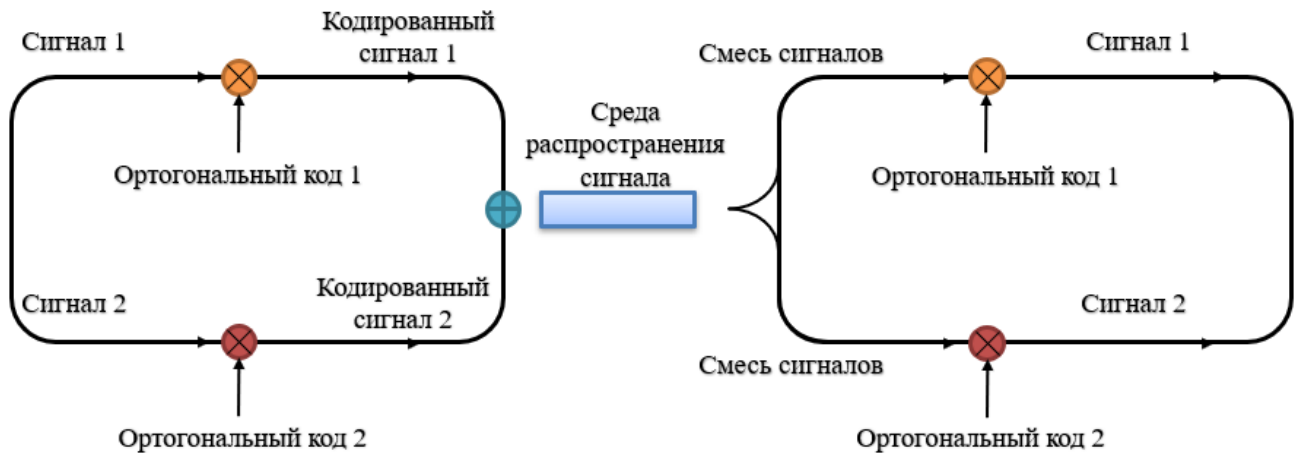 Сигнал 1
Кодированный
сигнал 1
Ортогональный код 1
Сигнал 2
Кодированный
сигнал 2
Ортогональный код 2
Среда
распространения
сигнала
Смесь сигналов
Сигнал 1
Ортогональный код 1
Смесь сигналов
Сигнал 2
Ортогональный код 2